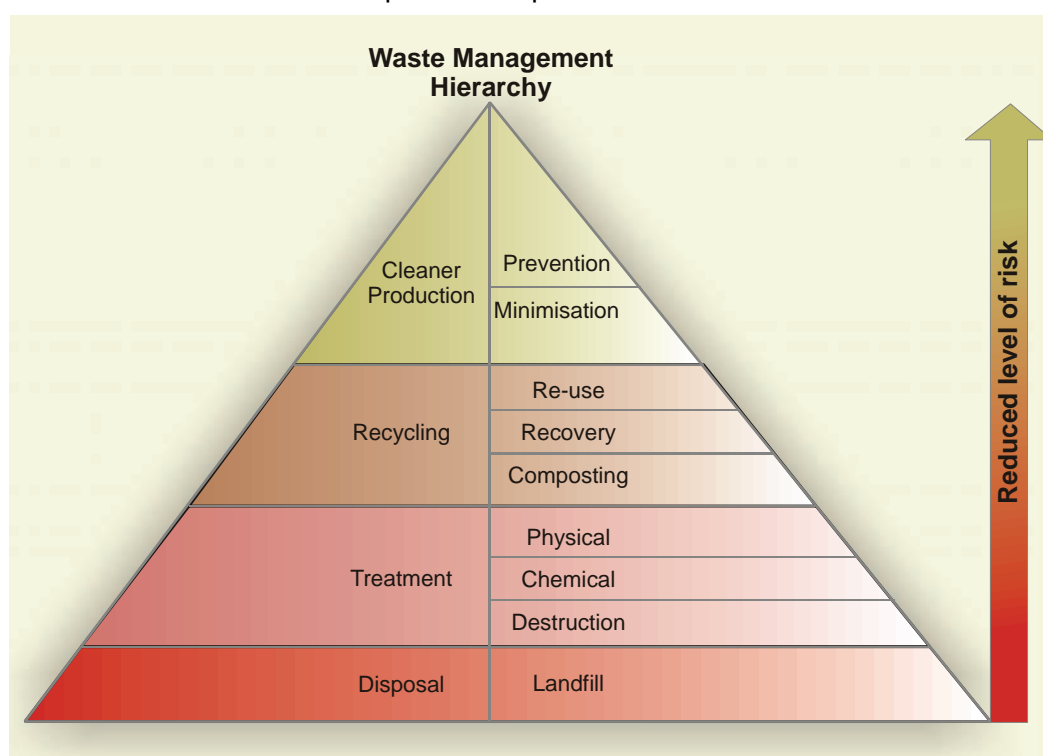 Waste Management
Hierarchy
Cleaner
Production
Prevention
Minimisation
Recycling
Re-use
Recovery
Composting
Treatment
Physical
Chemical
Destruction
Disposal
Landfill
Reduced level of risk